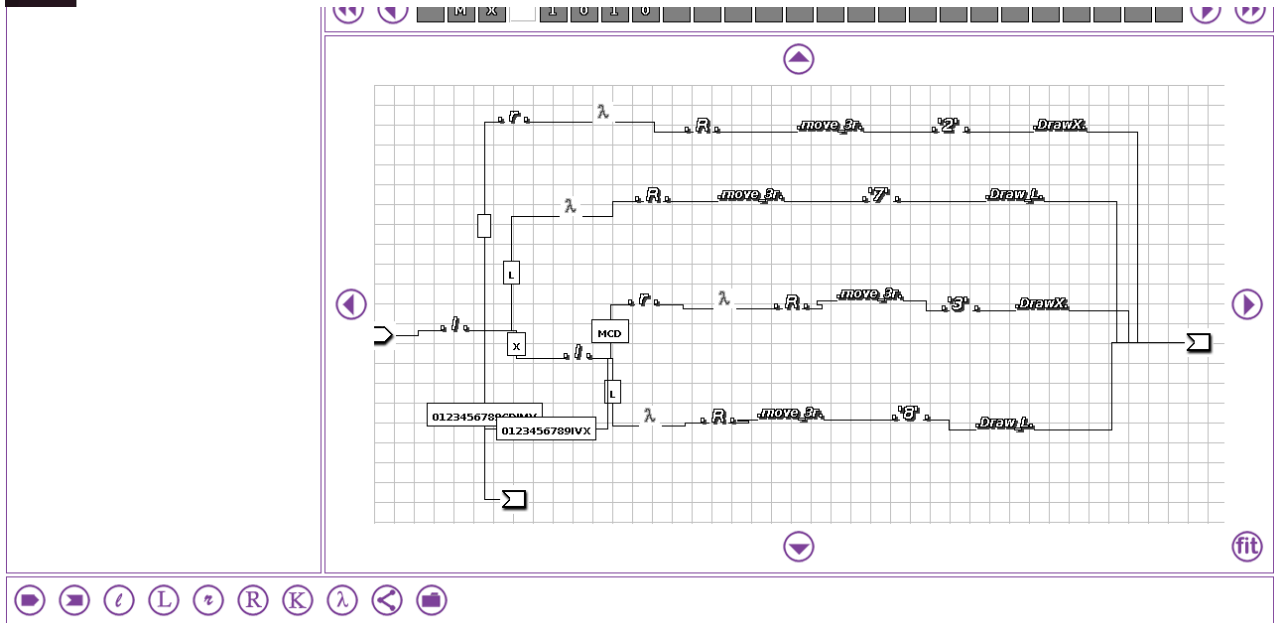 M X 1 0 1 0
. r . λ . R . .move_3r. . '2' . .DrawX.
λ . R . .move_3r. . '7' . .Draw_L.
L
. r . λ . R . .move_3r. . '3' . .DrawX.
. l . MCD
X . l .
L
λ . R . .move_3r. . '8' . .Draw_L.
0123456789IVX
fit
l L r R K λ